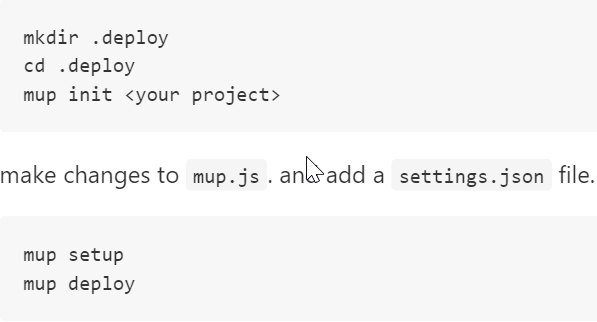 mkdir .deploy
cd .deploy
mup init <your project>
make changes to mup.js. and add a settings.json file.
mup setup
mup deploy